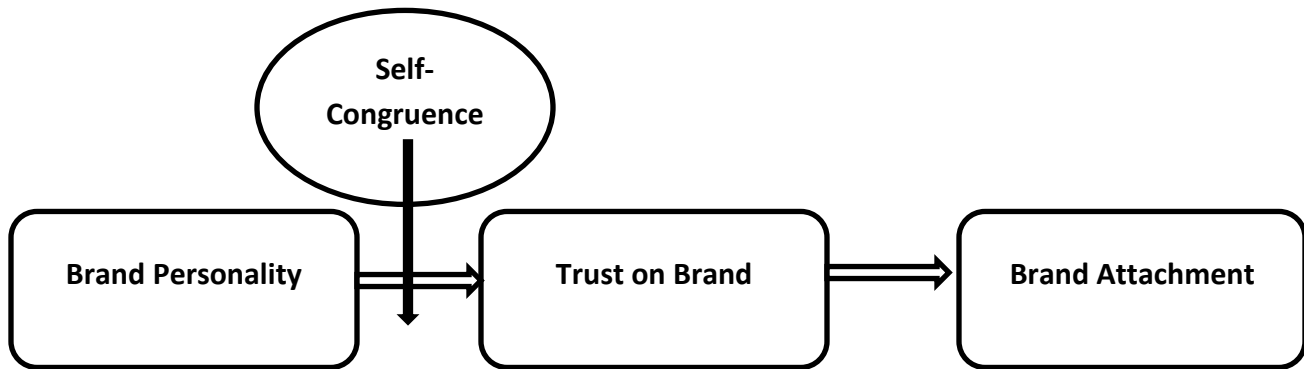 Self-
Congruence
Brand Personality
Trust on Brand
Brand Attachment